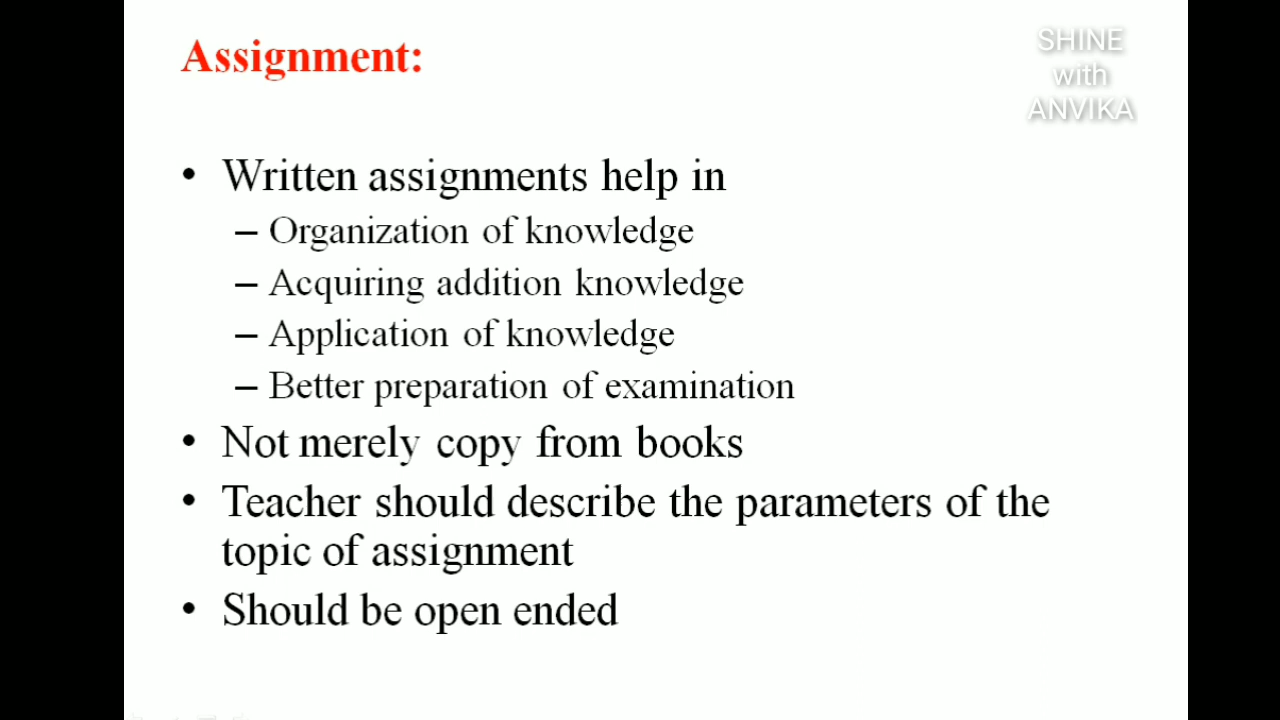 Assignment:
SHINE
with
ANVIKA
• Written assignments help in
– Organization of knowledge
– Acquiring addition knowledge
– Application of knowledge
– Better preparation of examination
• Not merely copy from books
• Teacher should describe the parameters of the
topic of assignment
• Should be open ended